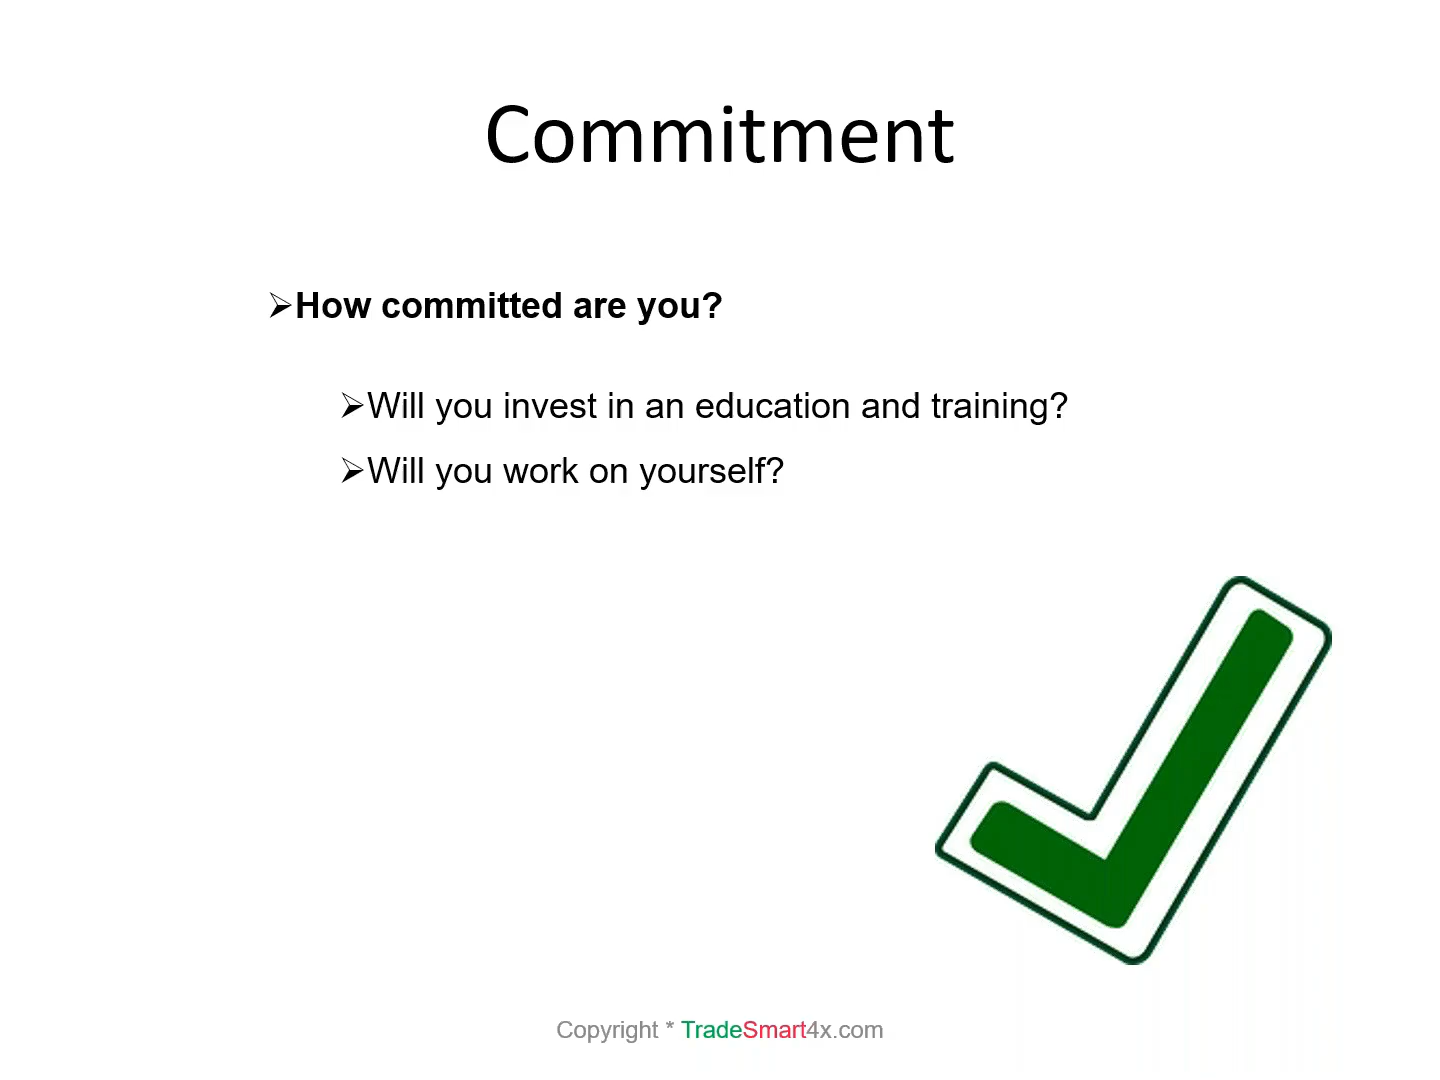 Commitment
➢How committed are you?
➢Will you invest in an education and training?
➢Will you work on yourself?
Copyright * TradeSmart4x.com